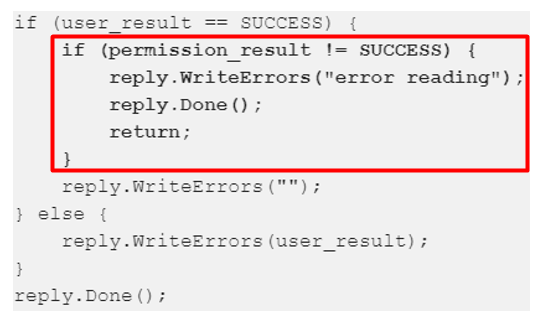 if (user_result == SUCCESS) {
    if (permission_result != SUCCESS) {
        reply.WriteErrors("error reading");
        reply.Done();
        return;
    }
    reply.WriteErrors("");
} else {
    reply.WriteErrors(user_result);
}
reply.Done();